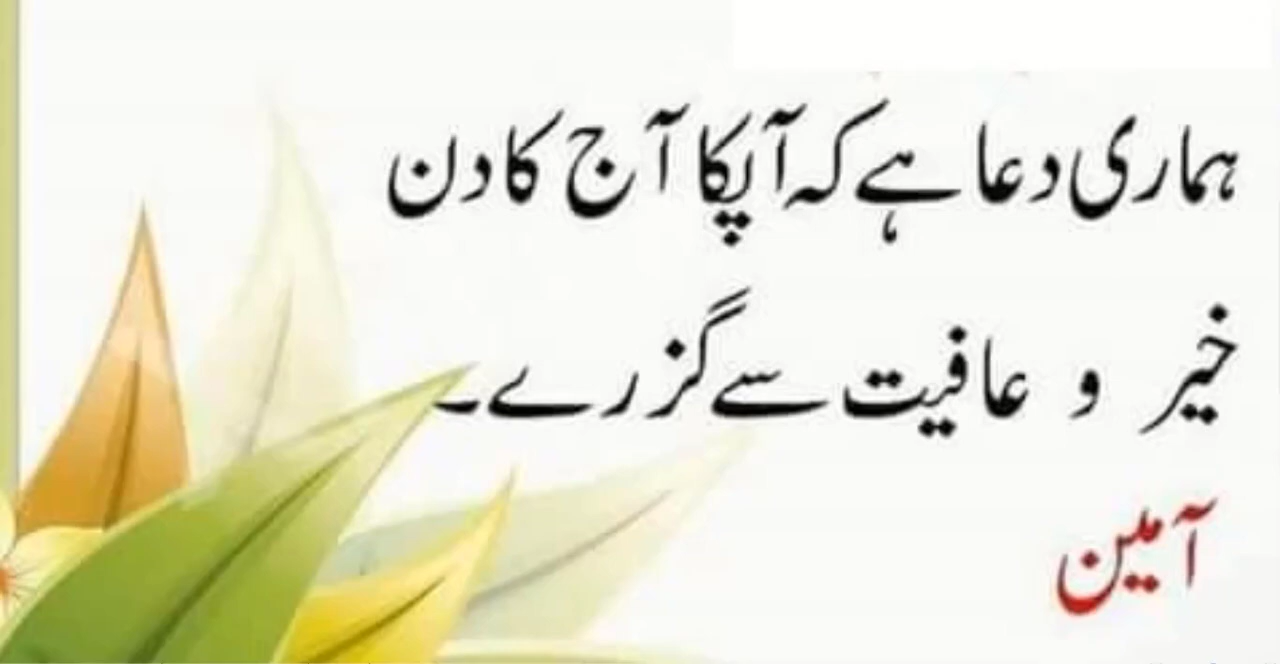 ہماری دعا ہے کہ آپکا آج کا دن
خیر و عافیت سے گزرے۔
آمین